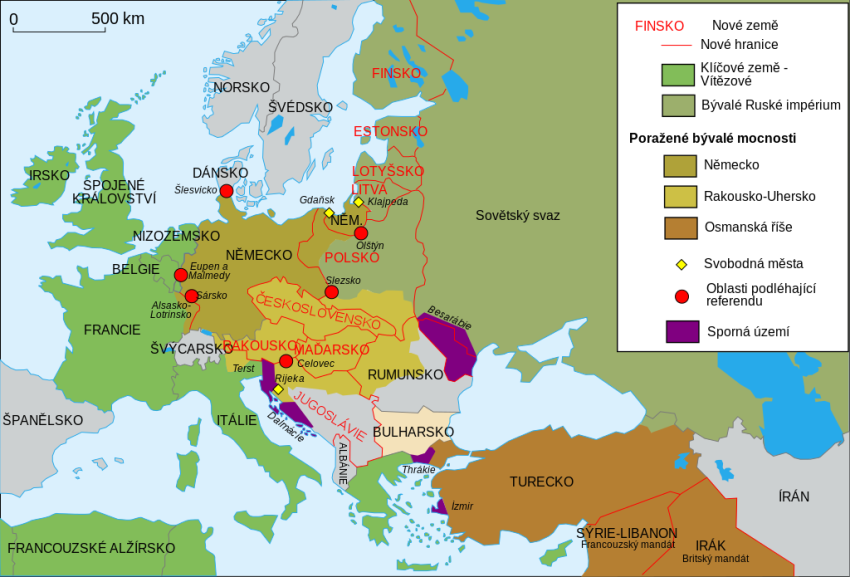 0
500 km
FINSKO
Nové země
Nové hranice
Klíčové země -
Vítězové
Bývalé Ruské impérium
Poražené bývalé mocnosti
Německo
Rakousko-Uhersko
Osmanská říše
Svobodná města
Oblasti podléhající
referendu
Sporná území
FINSKO
NORSKO
ŠVÉDSKO
ESTONSKO
LOTYŠSKO
LITVA
Klajpeda
DÁNSKO
Šlesvicko
IRSKO
SPOJENÉ
KRÁLOVSTVÍ
Gdaňsk
NĚM.
Olštýn
Sovětský svaz
NIZOZEMSKO
NĚMECKO
POLSKO
BELGIE
Eupen a
Malmedy
Slezsko
Sársko
Alsasko-
Lotrinsko
ČESKOSLOVENSKO
Besarábie
FRANCIE
ŠVÝCARSKO
RAKOUSKO
MAĎARSKO
Celovec
Terst
Rijeka
RUMUNSKO
JUGOSLÁVIE
Dalmácie
ŠPANĚLSKO
ITÁLIE
BULHARSKO
ALBÁNIE
Thrákie
TURECKO
Ízmir
ÍRÁN
SÝRIE-LIBANON
Francouzský mandát
IRÁK
Britský mandát
FRANCOUZSKÉ ALŽÍRSKO